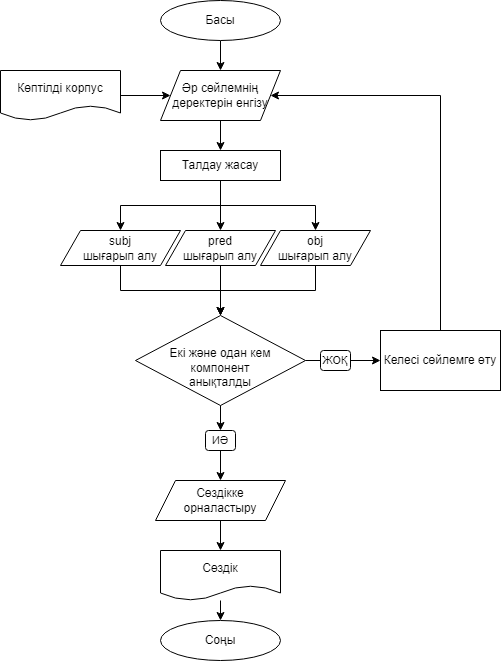 Басы
Көптілді корпус
Әр сөйлемнің
деректерін енгізу
Талдау жасау
subj
шығарып алу
pred
шығарып алу
obj
шығарып алу
Екі және одан кем
компонент
анықталды
ЖОҚ
Келесі сөйлемге өту
ИӘ
Сөздікке
орналастыру
Сөздік
Соңы